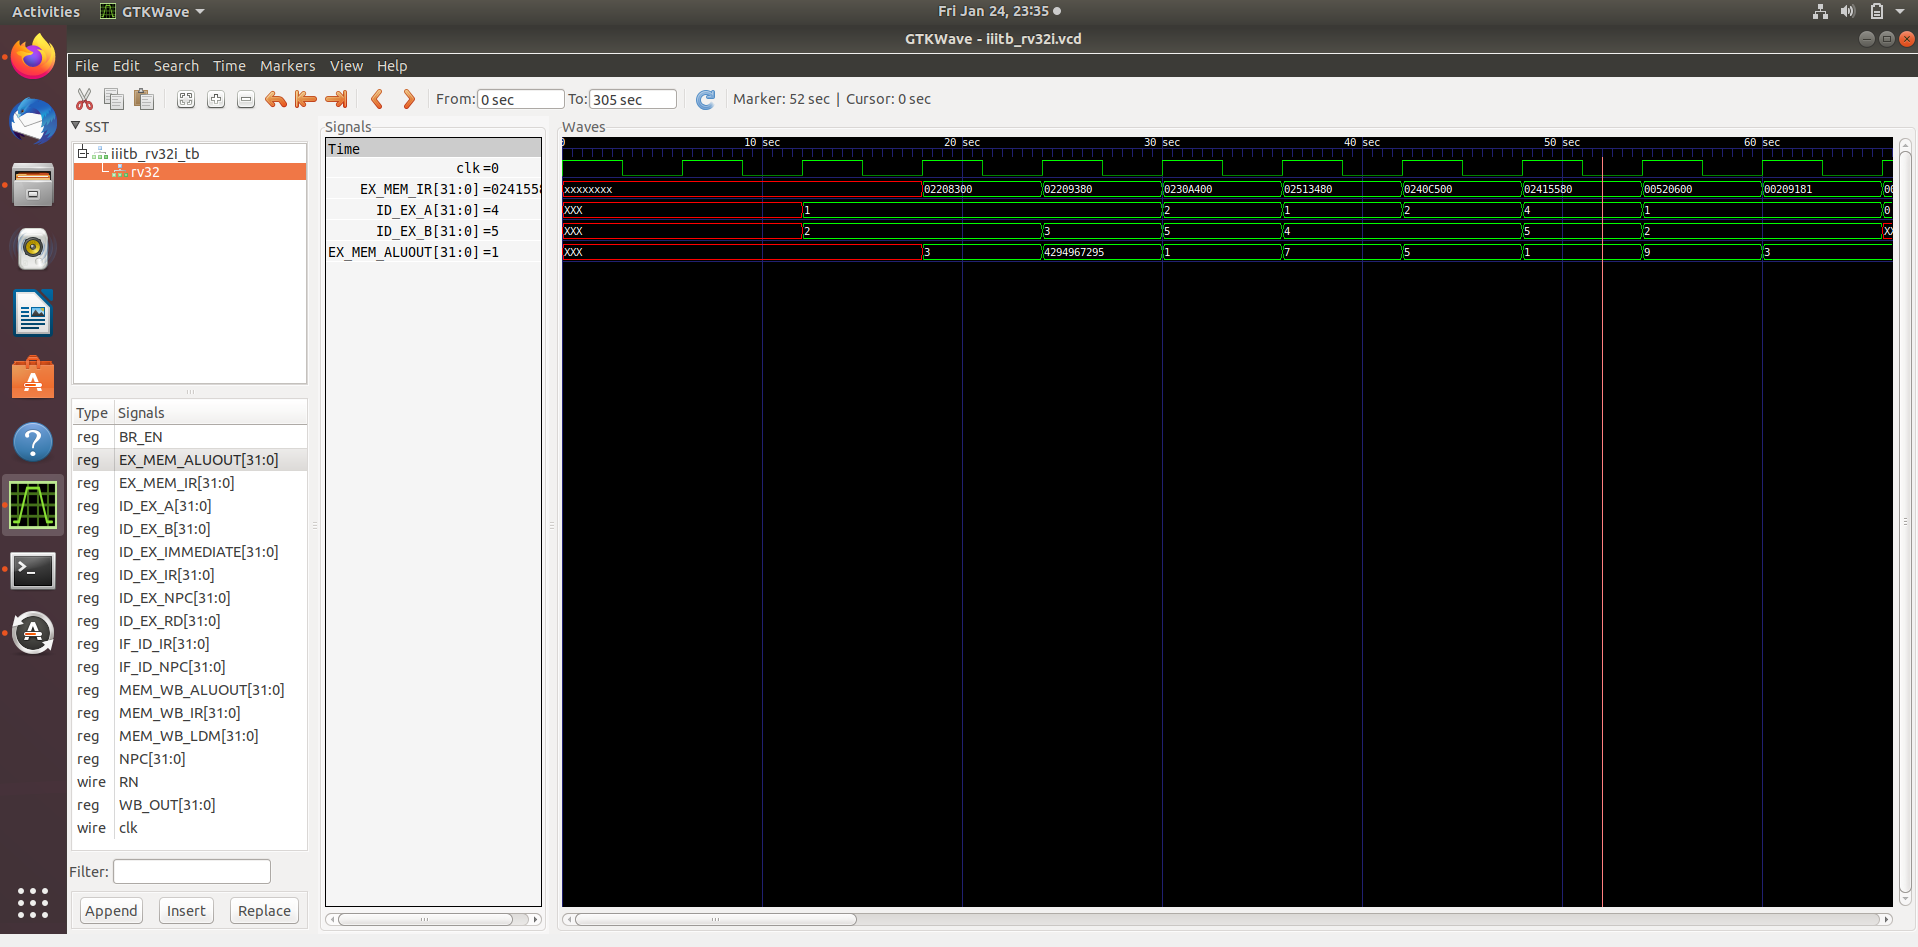 Activities GTKWave Fri Jan 24, 23:35
GTKWave - iiitb_rv32i.vcd
File Edit Search Time Markers View Help
From: 0 sec To: 305 sec Marker: 52 sec | Cursor: 0 sec
SST
iiitb_rv32i_tb
rv32
Type Signals
reg BR_EN
reg EX_MEM_ALUOUT[31:0]
reg EX_MEM_IR[31:0]
reg ID_EX_A[31:0]
reg ID_EX_B[31:0]
reg ID_EX_IMMEDIATE[31:0]
reg ID_EX_IR[31:0]
reg ID_EX_NPC[31:0]
reg ID_EX_RD[31:0]
reg IF_ID_IR[31:0]
reg IF_ID_NPC[31:0]
reg MEM_WB_ALUOUT[31:0]
reg MEM_WB_IR[31:0]
reg MEM_WB_LDM[31:0]
reg NPC[31:0]
wire RN
reg WB_OUT[31:0]
wire clk
Filter:
Append Insert Replace
Signals
Time
clk=0
EX_MEM_IR[31:0]=0241558
ID_EX_A[31:0]=4
ID_EX_B[31:0]=5
EX_MEM_ALUOUT[31:0]=1
Waves
0 10 sec 20 sec 30 sec 40 sec 50 sec 60 sec
xxxxxxxx 02208300 02209380 0230A400 02513480 0240C500 02415580 00520600 00209181 00
XXX 1 2 1 2 4 1 0
XXX 2 3 5 4 5 2 XX
XXX 3 4294967295 1 7 5 1 9 3